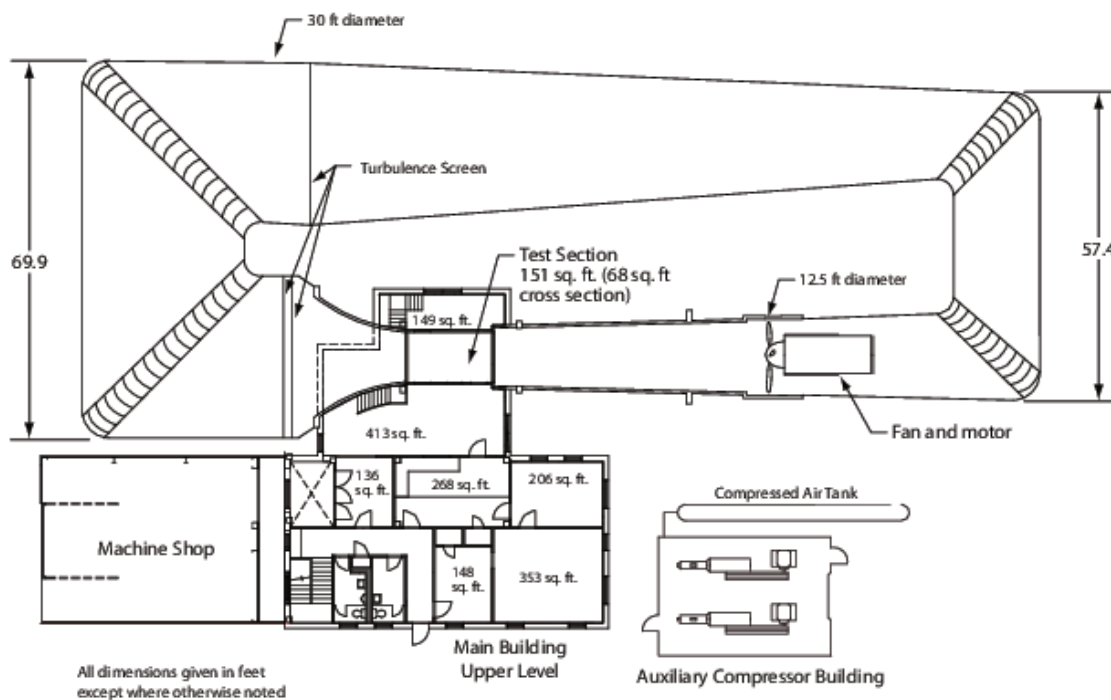 30 ft diameter
Turbulence Screen
69.9
57.4
Test Section
151 sq. ft. (68 sq. ft
cross section)
12.5 ft diameter
149 sq. ft.
Fan and motor
413 sq. ft.
136
sq. ft.
268 sq. ft.
206 sq. ft.
Compressed Air Tank
Machine Shop
148
sq. ft.
353 sq. ft.
Main Building
Upper Level
Auxiliary Compressor Building
All dimensions given in feet
except where otherwise noted